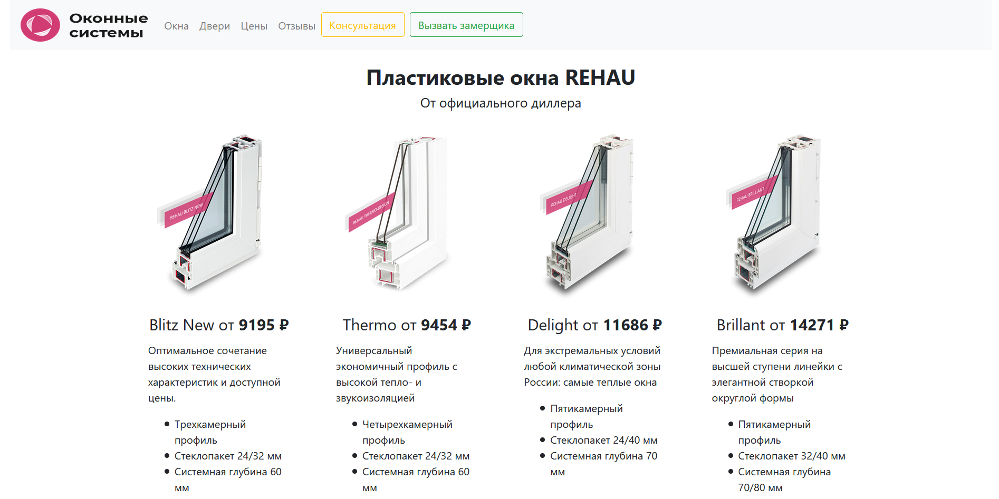 Оконные
системы
Окна Двери Цены Отзывы Консультация Вызвать замерщика
Пластиковые окна REHAU
От официального диллера
REHAU BLITZ NEW
REHAU THERMO-DESIGN
REHAU DELIGHT
REHAU BRILLIANT
Blitz New от 9195 ₽
Оптимальное сочетание
высоких технических
характеристик и доступной
цены.
Трехкамерный
профиль
Стеклопакет 24/32 мм
Системная глубина 60
мм
Thermo от 9454 ₽
Универсальный
экономичный профиль с
высокой тепло- и
звукоизоляцией
Четырехкамерный
профиль
Стеклопакет 24/32 мм
Системная глубина 60
мм
Delight от 11686 ₽
Для экстремальных условий
любой климатической зоны
России: самые теплые окна
Пятикамерный
профиль
Стеклопакет 24/40 мм
Системная глубина 70
мм
Brillant от 14271 ₽
Премиальная серия на
высшей ступени линейки с
элегантной створкой
округлой формы
Пятикамерный
профиль
Стеклопакет 32/40 мм
Системная глубина
70/80 мм